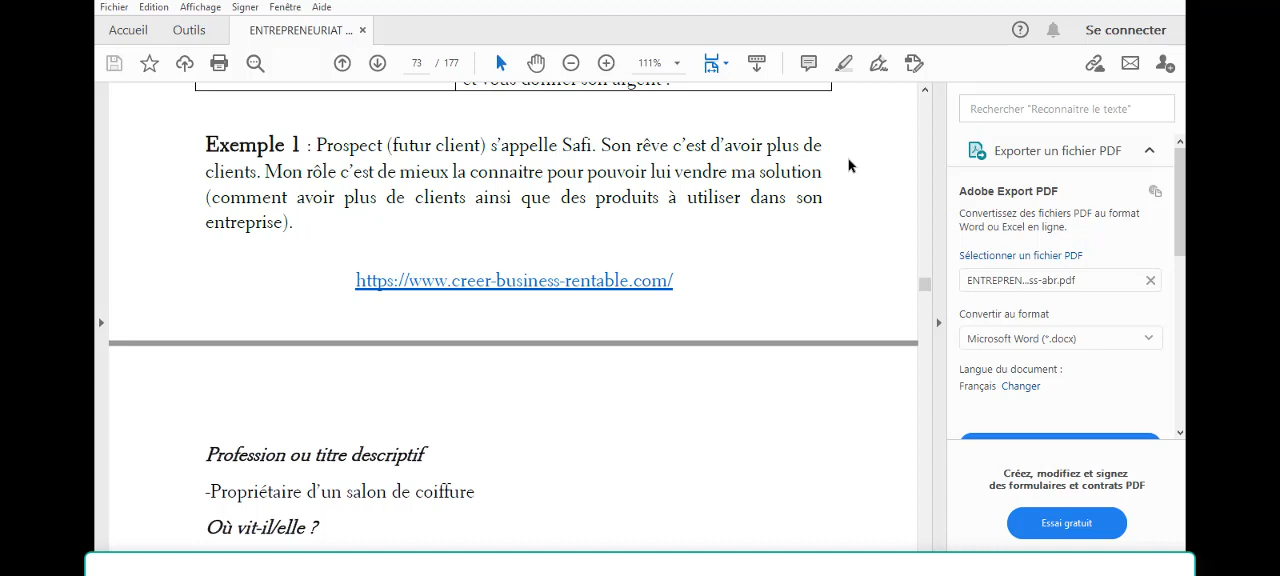 Fichier Edition Affichage Signer Fenêtre Aide
Accueil Outils ENTREPRENEURIAT ... × Se connecter
73 / 177 111%
Rechercher "Reconnaitre le texte"
et vous donner son argent !
Exemple 1 : Prospect (futur client) s’appelle Safi. Son rêve c’est d’avoir plus de
clients. Mon rôle c’est de mieux la connaitre pour pouvoir lui vendre ma solution
(comment avoir plus de clients ainsi que des produits à utiliser dans son
entreprise).
https://www.creer-business-rentable.com/
Profession ou titre descriptif
-Propriétaire d’un salon de coiffure
Où vit-il/elle ?
Exporter un fichier PDF
Adobe Export PDF
Convertissez des fichiers PDF au format
Word ou Excel en ligne.
Sélectionner un fichier PDF
ENTREPREN...ss-abr.pdf
Convertir au format
Microsoft Word (*.docx)
Langue du document :
Français Changer
Créez, modifiez et signez
des formulaires et contrats PDF
Essai gratuit